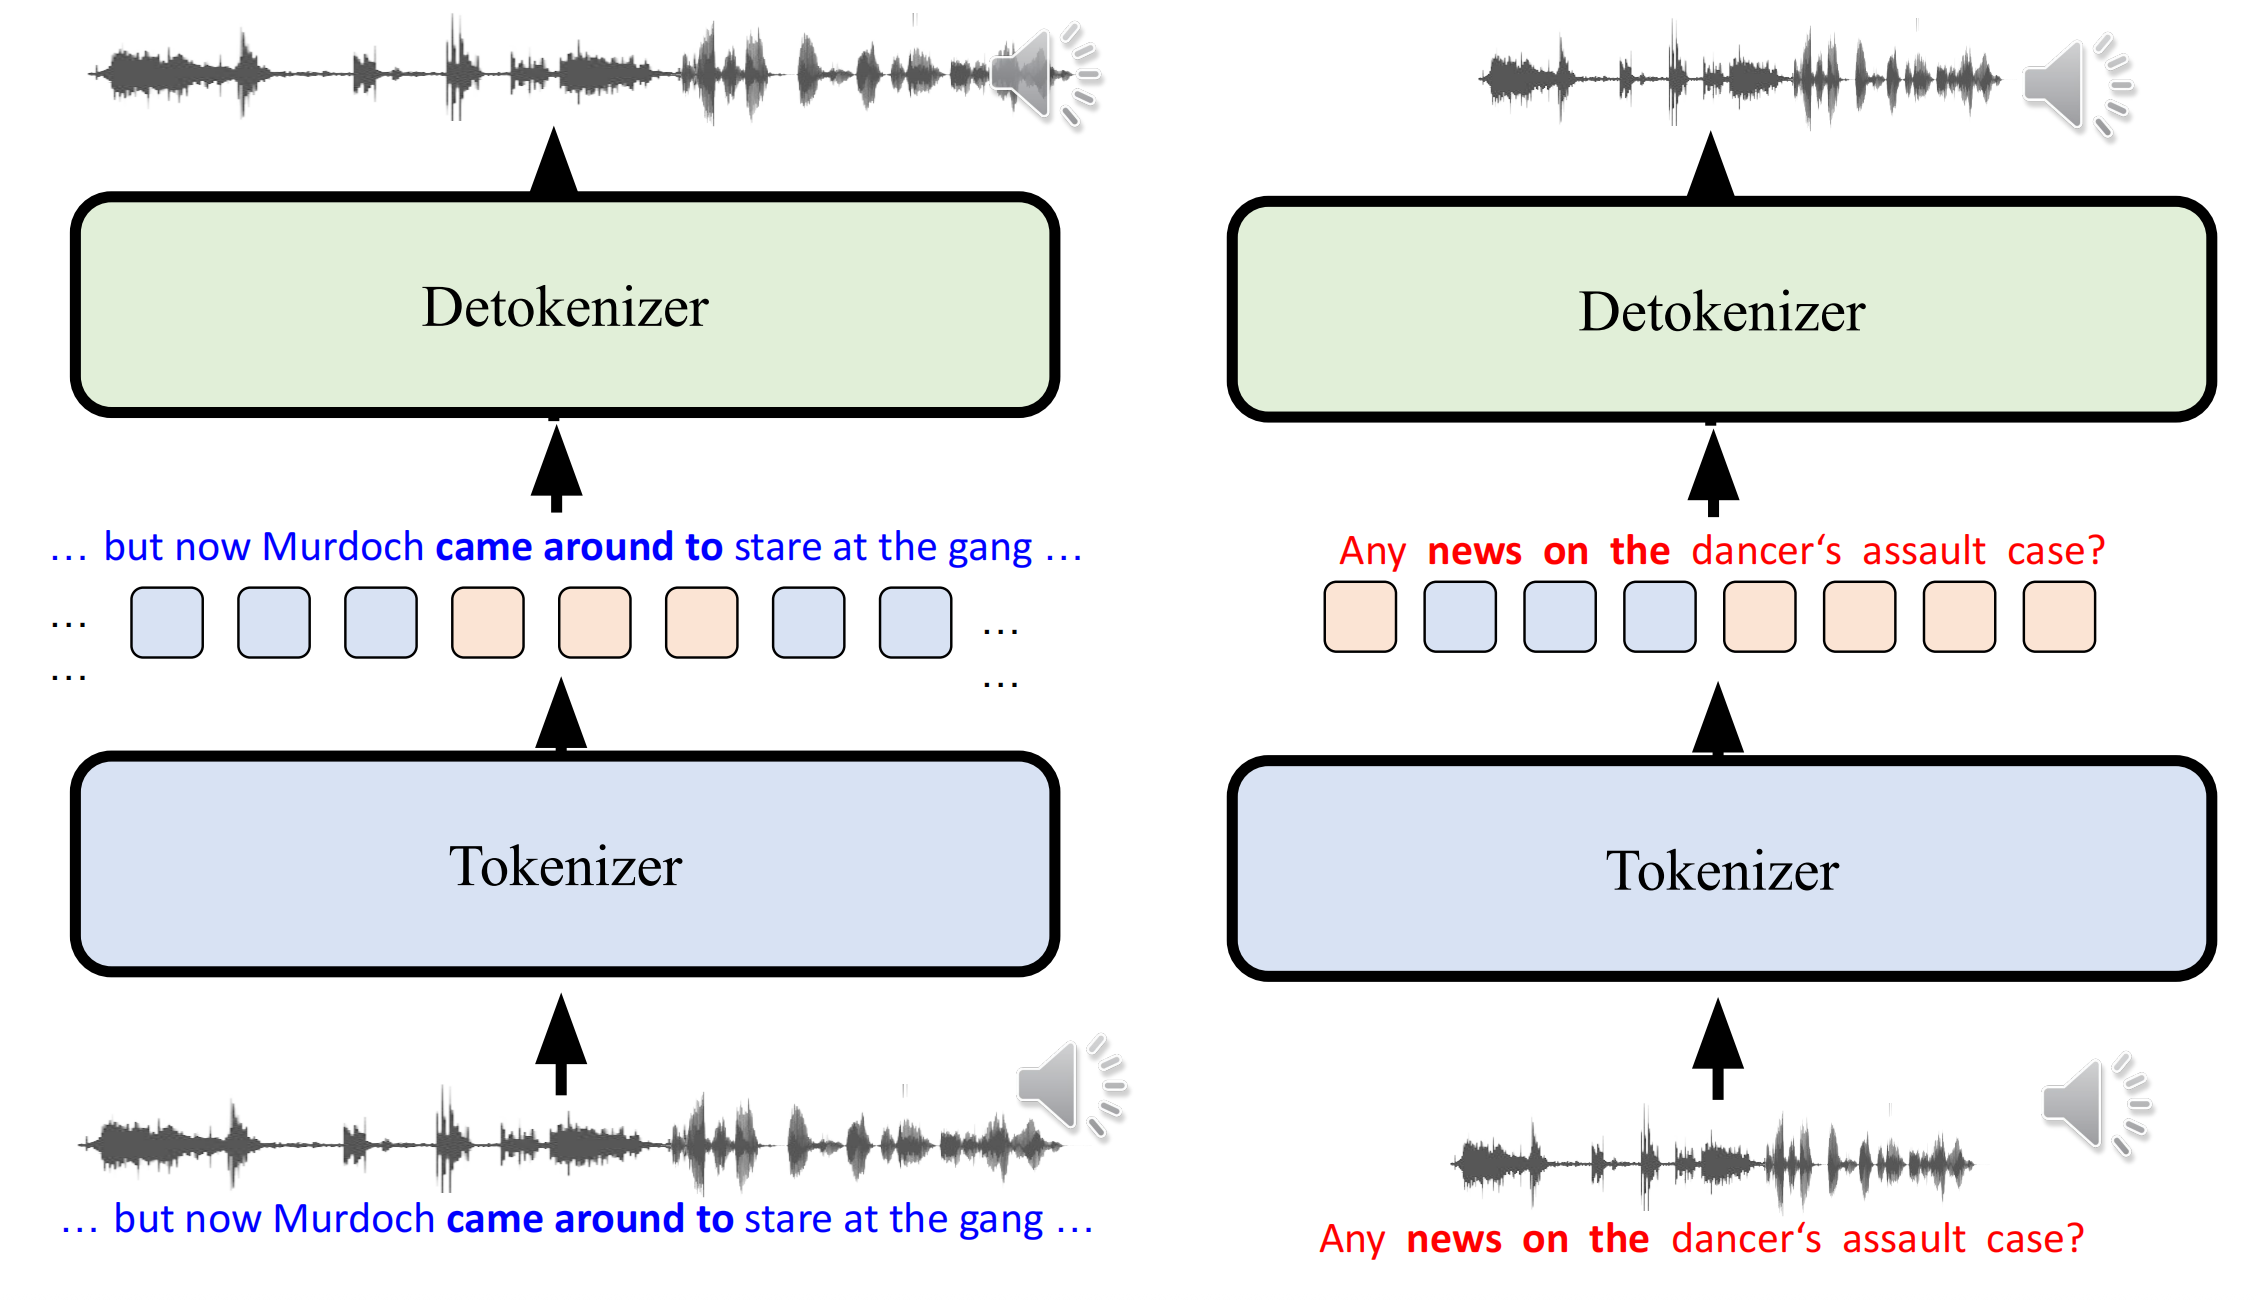 Detokenizer
… but now Murdoch came around to stare at the gang …
… …
… …
Tokenizer
… but now Murdoch came around to stare at the gang …
Detokenizer
Any news on the dancer‘s assault case?
Tokenizer
Any news on the dancer‘s assault case?